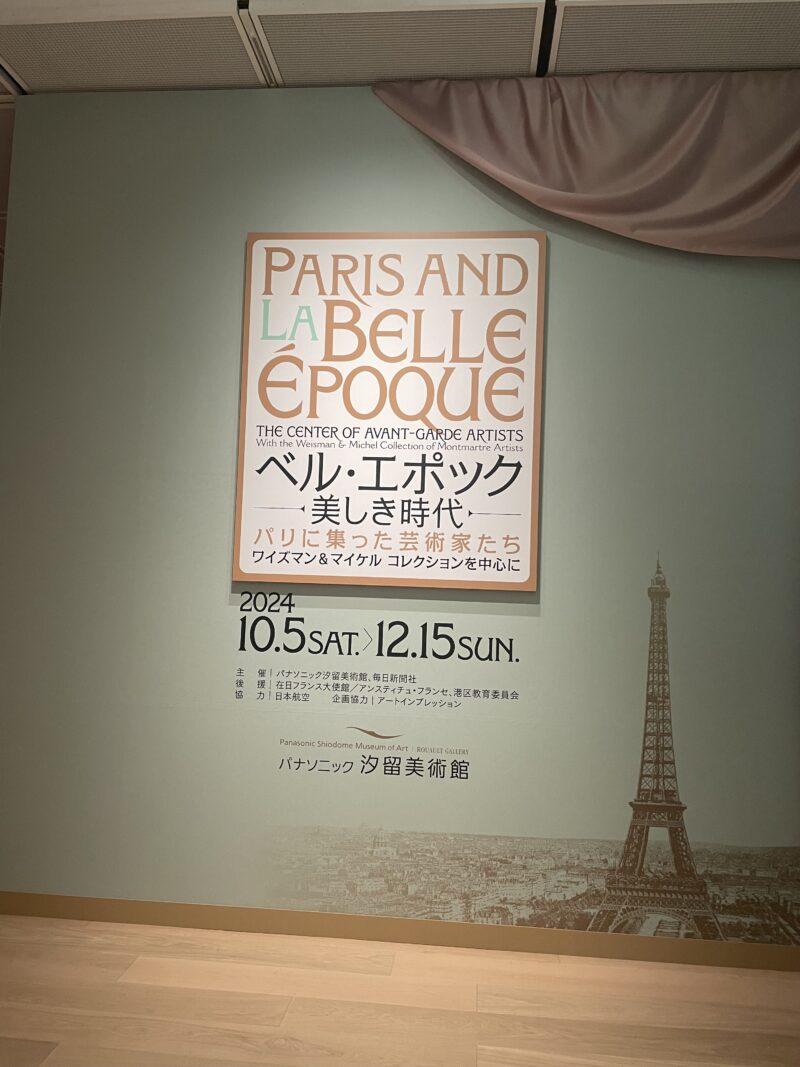 PARIS AND
LA BELLE
ÉPOQUE
THE CENTER OF AVANT-GARDE ARTISTS
With the Weisman & Michel Collection of Montmartre Artists
ベル・エポック
美しき時代
パリに集った芸術家たち
ワイズマン&マイケル コレクションを中心に
2024
10.5SAT.〉12.15SUN.
主 催|パナソニック汐留美術館、毎日新聞社
後 援|在日フランス大使館/アンスティチュ・フランセ、港区教育委員会
協 力|日本航空 企画協力|アートインプレッション
Panasonic Shiodome Museum of Art | ROUAULT GALLERY
パナソニック 汐留美術館